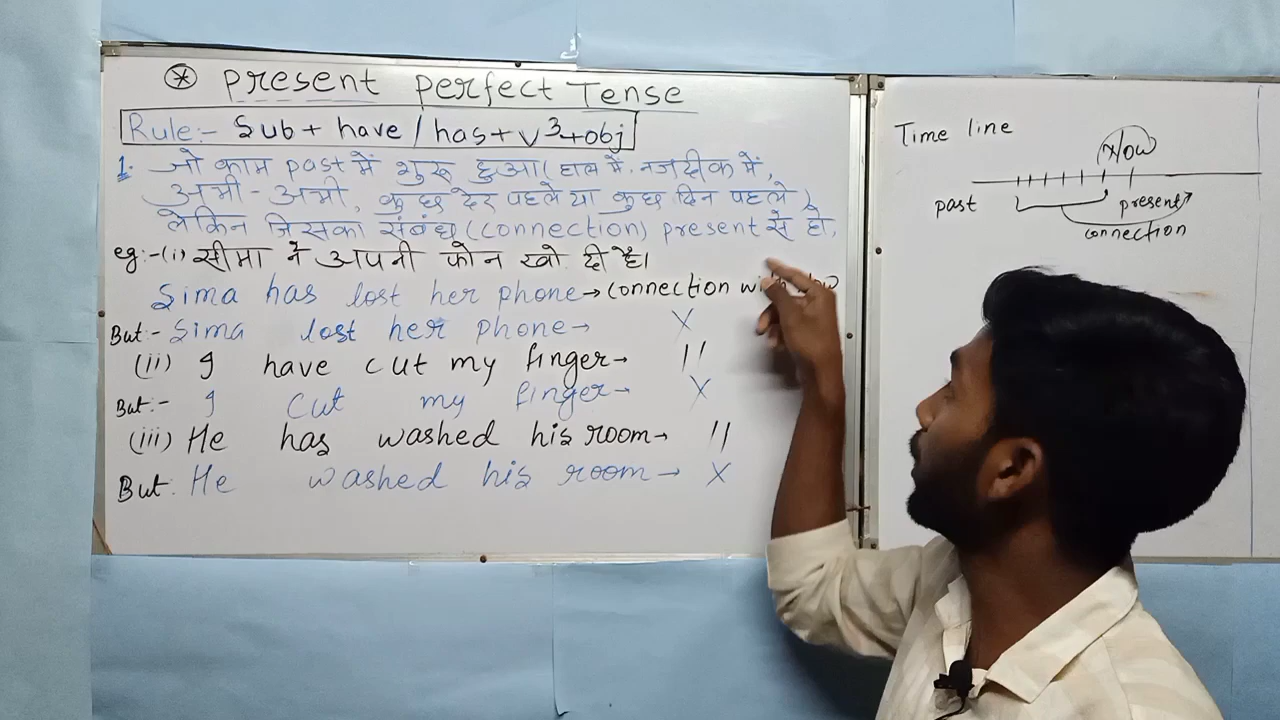 * Present Perfect Tense
Rule:- Sub + have / has + V³ + obj
1. जो काम past में शुरू हुआ (हाल में, नजदीक में,
अभी-अभी, कुछ देर पहले या कुछ दिन पहले)
लेकिन जिसका संबंध (connection) present से हो,
eg:-(i) सीमा ने अपनी फोन खो दी है।
Sima has lost her phone → connection with Now
But:- Sima lost her phone → X
(ii) I have cut my finger → "
But:- I cut my finger → X
(iii) He has washed his room → "
But: He washed his room → X
Time line
Now
past present
connection